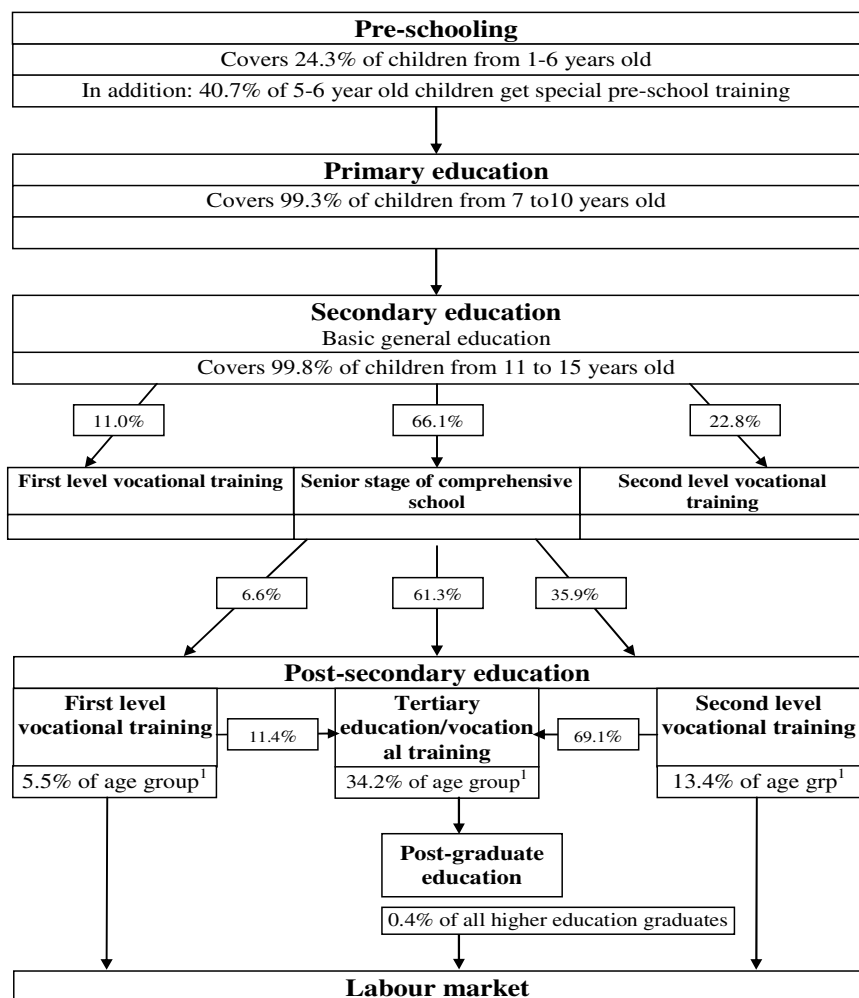 Pre-schooling
Covers 24.3% of children from 1-6 years old
In addition: 40.7% of 5-6 year old children get special pre-school training
Primary education
Covers 99.3% of children from 7 to10 years old
Secondary education
Basic general education
Covers 99.8% of children from 11 to 15 years old
11.0%
66.1%
22.8%
First level vocational training
Senior stage of comprehensive
school
Second level vocational
training
6.6%
61.3%
35.9%
Post-secondary education
First level
vocational training
11.4%
Tertiary
education/vocation
al training
69.1%
Second level
vocational training
5.5% of age group¹
34.2% of age group¹
13.4% of age grp¹
Post-graduate
education
0.4% of all higher education graduates
Labour market